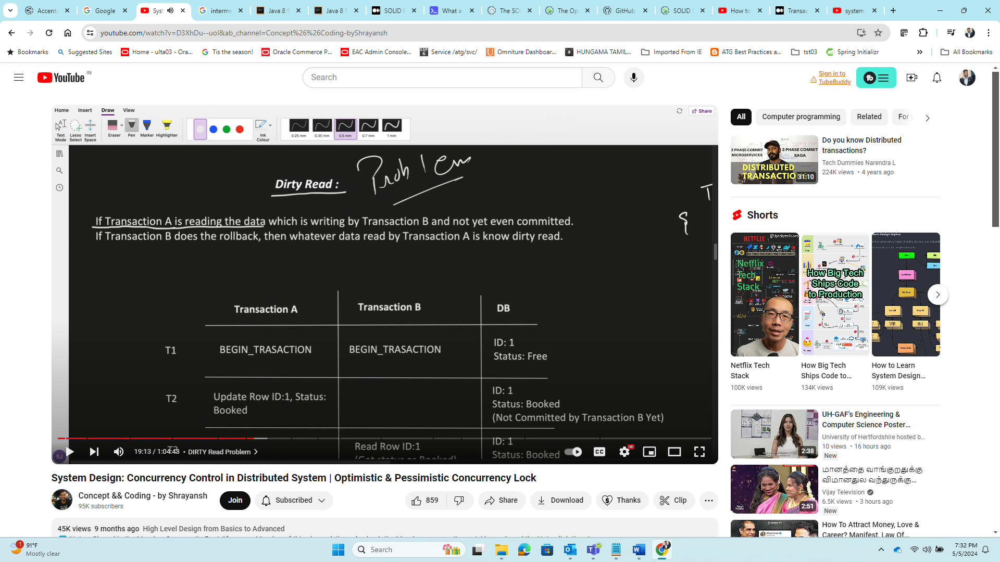 Accent
Google
Sys
interme
Java 8 S
Java 8 S
SOLID P
What a
The SO
The Op
GitHub
SOLID D
How to
Transac
system
youtube.com/watch?v=D3XhDu--uoI&ab_channel=Concept%26%26Coding-byShrayansh
Bookmarks
Suggested Sites
Home - ulta03 - Ora...
Tis the season!
Oracle Commerce P...
EAC Admin Console...
Service /atg/svc/
Omniture Dashboar...
HUNGAMA TAMIL...
Imported From IE
ATG Best Practices a...
tst03
Spring Initializr
All Bookmarks
YouTube IN
Search
Sign in to
TubeBuddy
Home Insert Draw View
Share
Text Mode
Lasso Select
Insert Space
Eraser
Pen
Marker
Highlighter
Ink Colour
0.25 mm
0.35 mm
0.5 mm
0.7 mm
1 mm
Dirty Read :
Problem
If Transaction A is reading the data which is writing by Transaction B and not yet even committed.
If Transaction B does the rollback, then whatever data read by Transaction A is know dirty read.
Transaction A
Transaction B
DB
T1
BEGIN_TRASACTION
BEGIN_TRASACTION
ID: 1
Status: Free
T2
Update Row ID:1, Status:
Booked
ID: 1
Status: Booked
(Not Committed by Transaction B Yet)
T3
Read Row ID:1
(Got status as Booked)
ID: 1
Status: Booked
SJ
19:13 / 1:04:43 • DIRTY Read Problem
CC
HD
System Design: Concurrency Control in Distributed System | Optimistic & Pessimistic Concurrency Lock
Concept && Coding - by Shrayansh
95K subscribers
Join
Subscribed
859
Share
Download
Thanks
Clip
45K views 9 months ago High Level Design from Basics to Advanced
All
Computer programming
Related
For
2 PHASE COMMIT
MICROSERVICES
3 PHASE COMMIT
SAGA
DISTRIBUTED
TRANSACTIO
31:10
Do you know Distributed
transactions?
Tech Dummies Narendra L
224K views • 4 years ago
Shorts
NETFLIX
ByteByteGo.com
Netflix
Tech
Stack
How Big Tech
Ships Code
to Production
Netflix Tech
Stack
100K views
How Big Tech
Ships Code to...
134K views
How to Learn
System Design...
109K views
2:38
UH-GAF's Engineering &
Computer Science Poster...
University of Hertfordshire hosted b...
10 views • 16 hours ago
New
2:51
மானத்தை வாங்குறதுக்கு
விமானதுல வந்துருக்கு...
Vijay Television
6.5K views • 3 hours ago
New
How To Attract Money, Love &
Career? Manifest, Law Of...
1
91°F
Mostly clear
Search
7:32 PM
5/5/2024